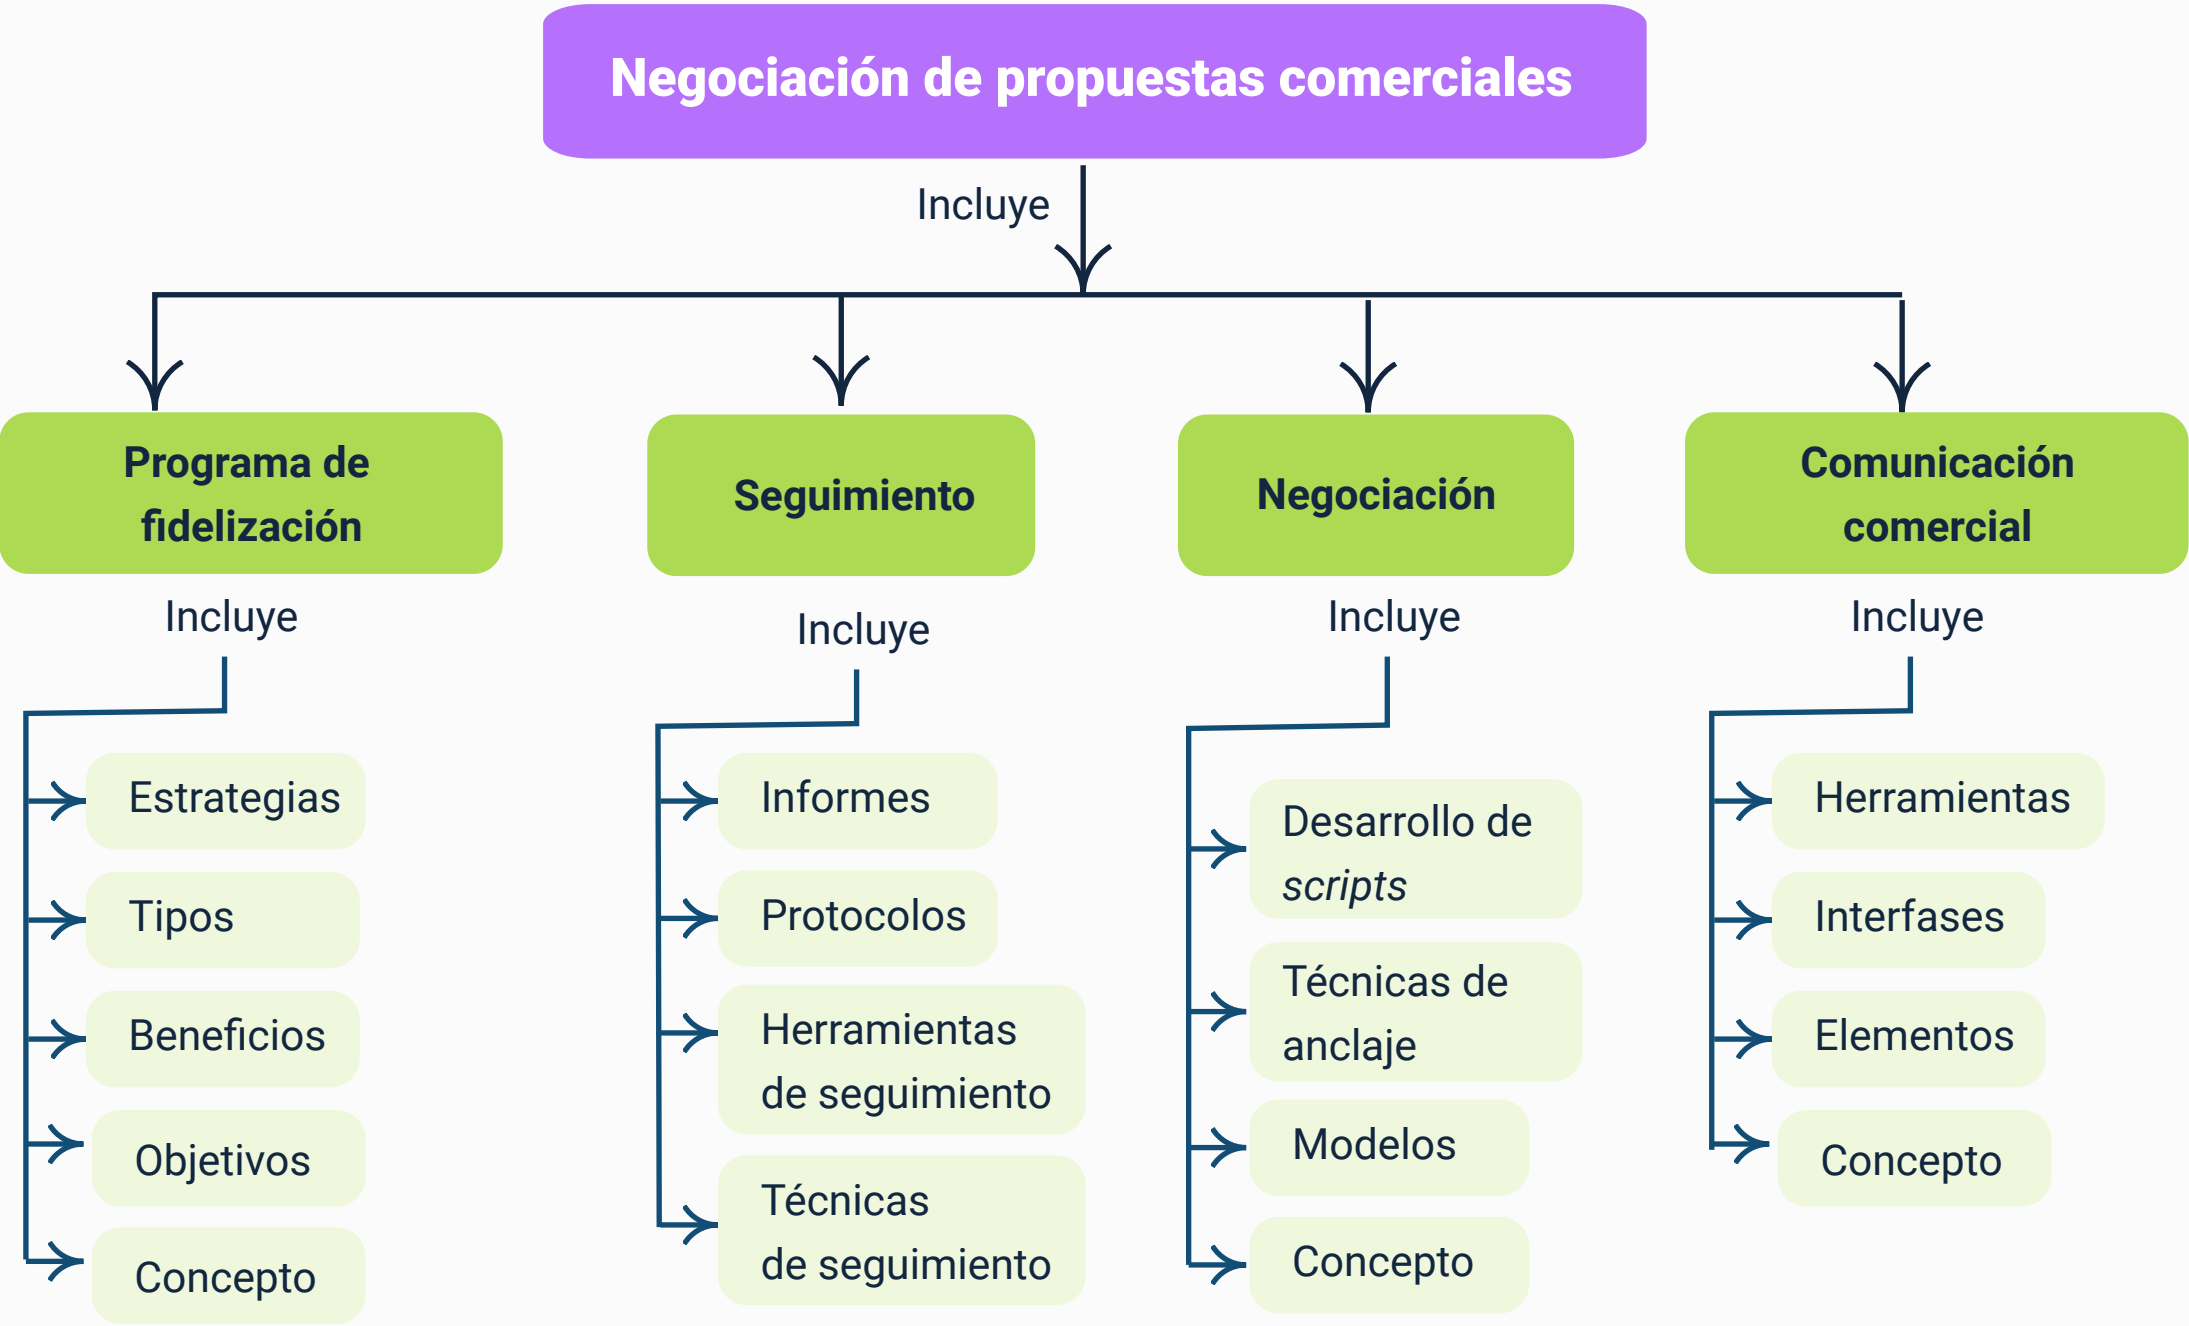 Negociación de propuestas comerciales
Incluye
Programa de
fidelización
Incluye
Estrategias
Tipos
Beneficios
Objetivos
Concepto
Seguimiento
Incluye
Informes
Protocolos
Herramientas
de seguimiento
Técnicas
de seguimiento
Negociación
Incluye
Desarrollo de
scripts
Técnicas de
anclaje
Modelos
Concepto
Comunicación
comercial
Incluye
Herramientas
Interfases
Elementos
Concepto